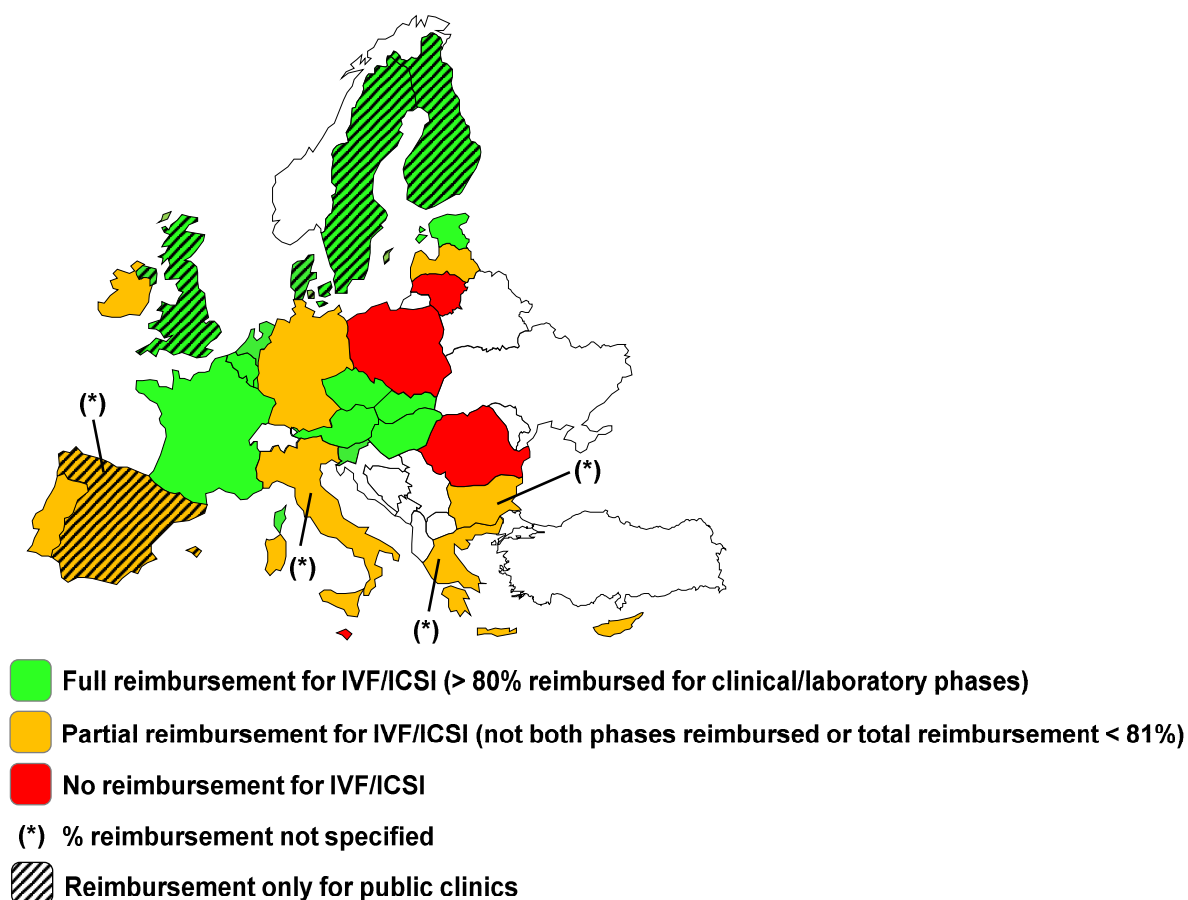 (*)
(*)
(*)
(*)
Full reimbursement for IVF/ICSI (> 80% reimbursed for clinical/laboratory phases)
Partial reimbursement for IVF/ICSI (not both phases reimbursed or total reimbursement < 81%)
No reimbursement for IVF/ICSI
(*) % reimbursement not specified
Reimbursement only for public clinics